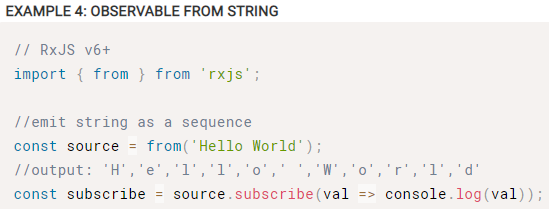 EXAMPLE 4: OBSERVABLE FROM STRING
// RxJS v6+
import { from } from 'rxjs';
//emit string as a sequence
const source = from('Hello World');
//output: 'H','e','l','l','o',' ','W','o','r','l','d'
const subscribe = source.subscribe(val => console.log(val));